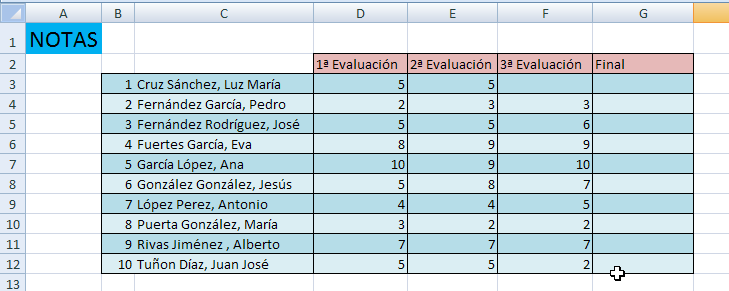 A B C D E F G
1 NOTAS
2 1ª Evaluación 2ª Evaluación 3ª Evaluación Final
3 1 Cruz Sánchez, Luz María 5 5
4 2 Fernández García, Pedro 2 3 3
5 3 Fernández Rodríguez, José 5 5 6
6 4 Fuertes García, Eva 8 9 9
7 5 García López, Ana 10 9 10
8 6 González González, Jesús 5 8 7
9 7 López Perez, Antonio 4 4 5
10 8 Puerta González, María 3 2 2
11 9 Rivas Jiménez , Alberto 7 7 7
12 10 Tuñon Díaz, Juan José 5 5 2
13